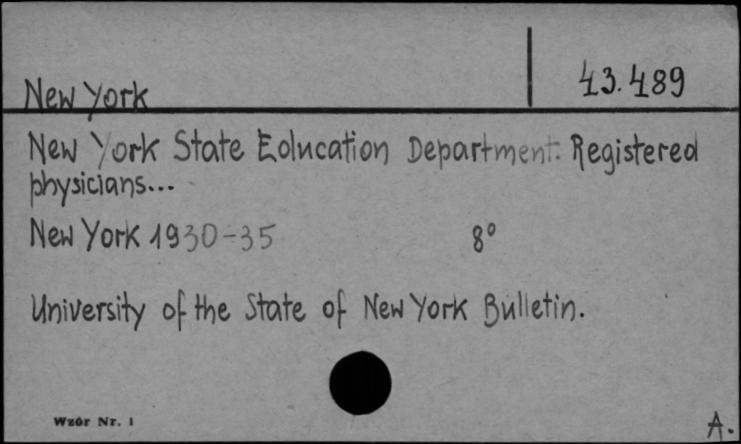 New York
43.489
New York State Education Department. Registered
physicians...
New York 1930-35 8°
University of the State of New York Bulletin.
Wzór Nr. 1
A.